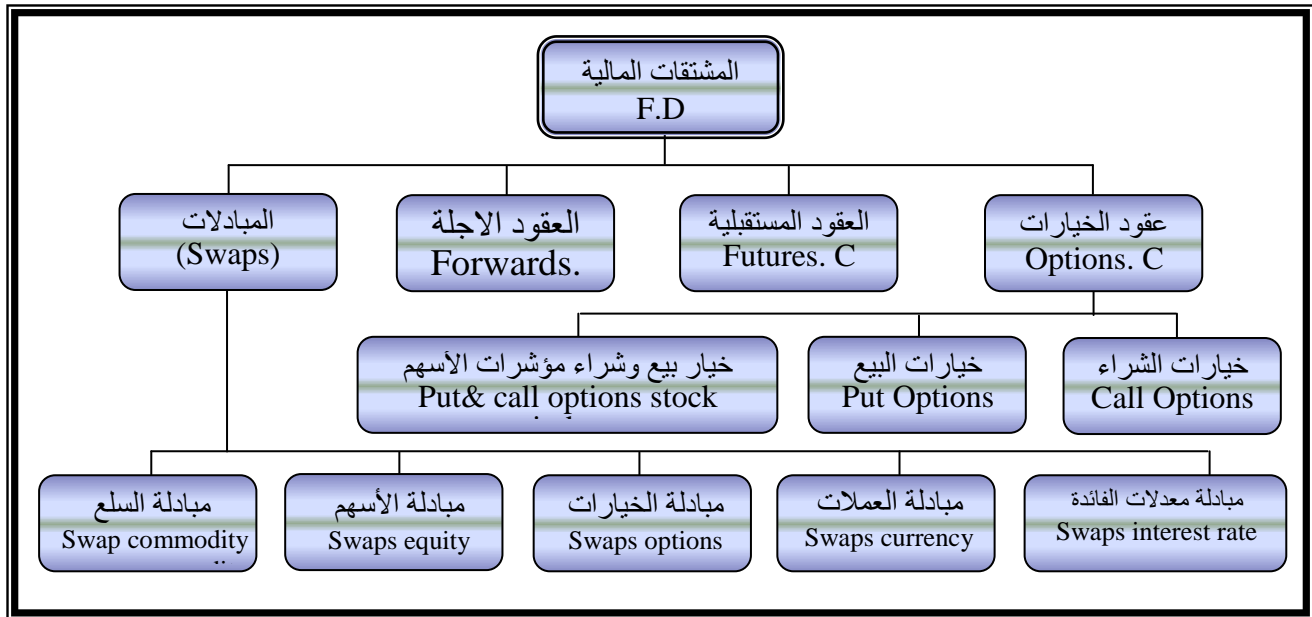 المشتقات المالية
F.D
عقود الخيارات
Options. C
العقود المستقبلية
Futures. C
العقود الاجلة
Forwards.
المبادلات
(Swaps)
خيارات الشراء
Call Options
خيارات البيع
Put Options
خيار بيع وشراء مؤشرات الأسهم
Put& call options stock
مبادلة معدلات الفائدة
Swaps interest rate
مبادلة العملات
Swaps currency
مبادلة الخيارات
Swaps options
مبادلة الأسهم
Swaps equity
مبادلة السلع
Swap commodity